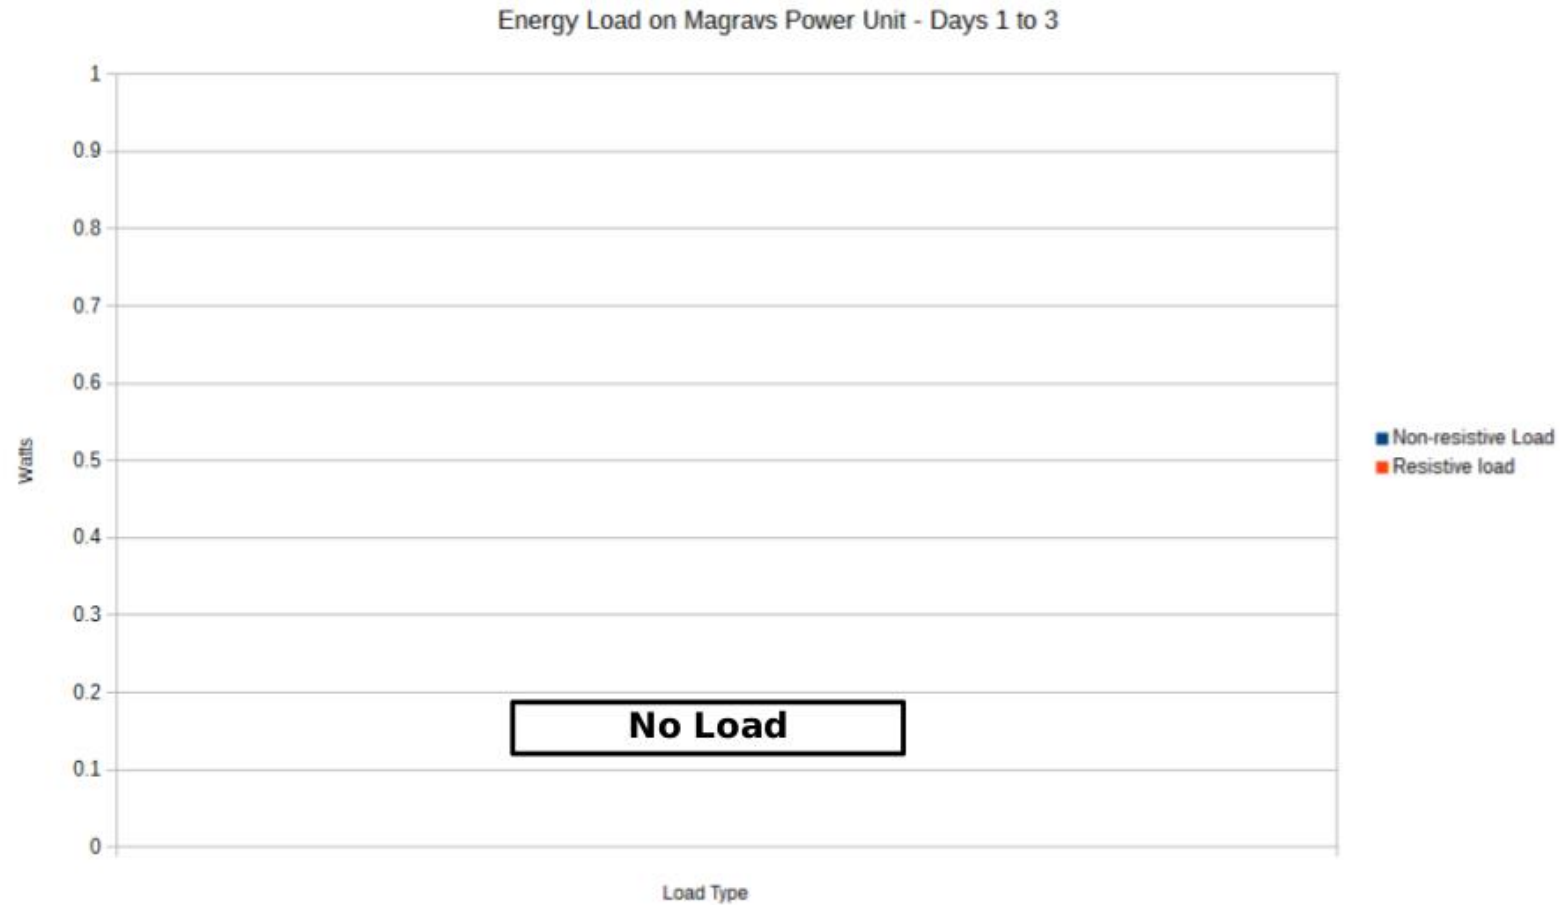 Energy Load on Magravs Power Unit - Days 1 to 3
1
0.9
0.8
0.7
0.6
0.5
0.4
0.3
0.2
0.1
0
Watts
No Load
Non-resistive Load
Resistive load
Load Type